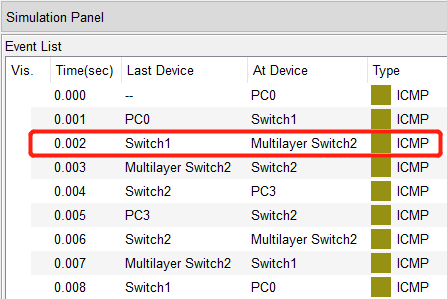 Simulation Panel
Event List
Vis. Time(sec) Last Device At Device Type
0.000 -- PC0 ICMP
0.001 PC0 Switch1 ICMP
0.002 Switch1 Multilayer Switch2 ICMP
0.003 Multilayer Switch2 Switch2 ICMP
0.004 Switch2 PC3 ICMP
0.005 PC3 Switch2 ICMP
0.006 Switch2 Multilayer Switch2 ICMP
0.007 Multilayer Switch2 Switch1 ICMP
0.008 Switch1 PC0 ICMP